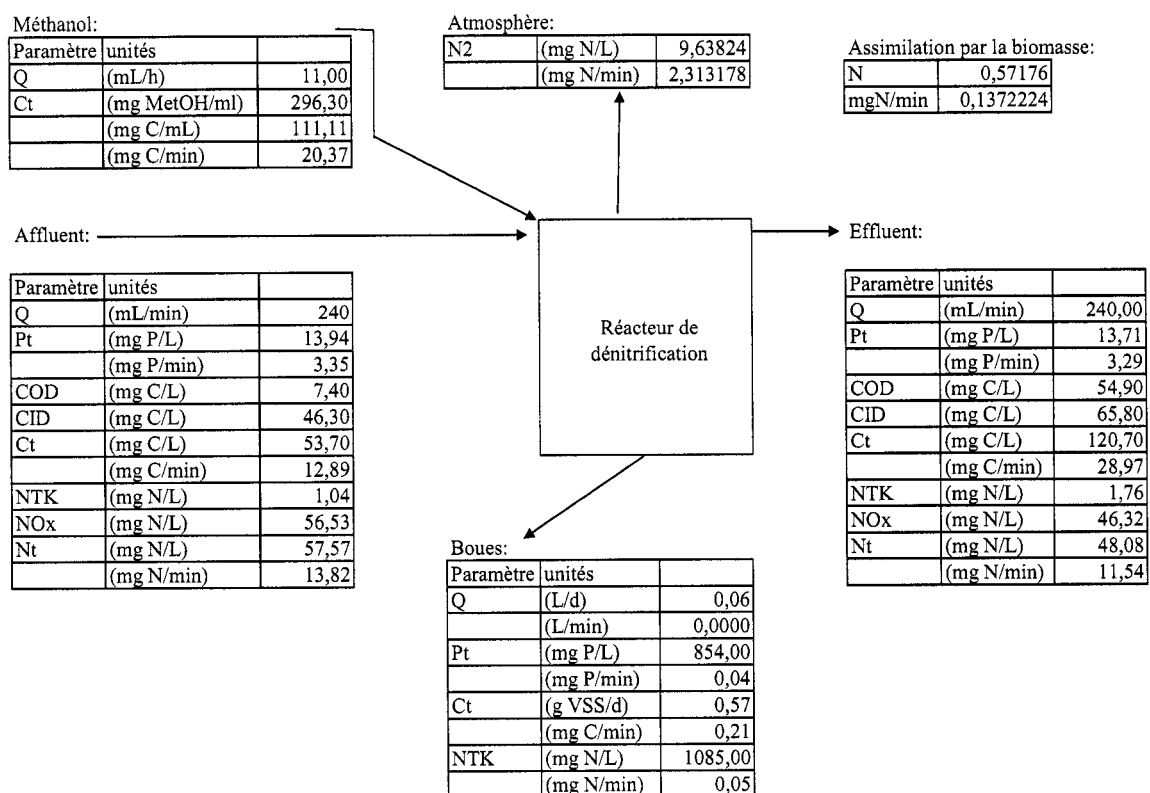 Méthanol:
Paramètre unités
Q (mL/h) 11,00
Ct (mg MetOH/ml) 296,30
(mg C/mL) 111,11
(mg C/min) 20,37
Atmosphère:
N2 (mg N/L) 9,63824
(mg N/min) 2,313178
Assimilation par la biomasse:
N 0,57176
mgN/min 0,1372224
Affluent:
Paramètre unités
Q (mL/min) 240
Pt (mg P/L) 13,94
(mg P/min) 3,35
COD (mg C/L) 7,40
CID (mg C/L) 46,30
Ct (mg C/L) 53,70
(mg C/min) 12,89
NTK (mg N/L) 1,04
NOx (mg N/L) 56,53
Nt (mg N/L) 57,57
(mg N/min) 13,82
Réacteur de
dénitrification
Effluent:
Paramètre unités
Q (mL/min) 240,00
Pt (mg P/L) 13,71
(mg P/min) 3,29
COD (mg C/L) 54,90
CID (mg C/L) 65,80
Ct (mg C/L) 120,70
(mg C/min) 28,97
NTK (mg N/L) 1,76
NOx (mg N/L) 46,32
Nt (mg N/L) 48,08
(mg N/min) 11,54
Boues:
Paramètre unités
Q (L/d) 0,06
(L/min) 0,0000
Pt (mg P/L) 854,00
(mg P/min) 0,04
Ct (g VSS/d) 0,57
(mg C/min) 0,21
NTK (mg N/L) 1085,00
(mg N/min) 0,05